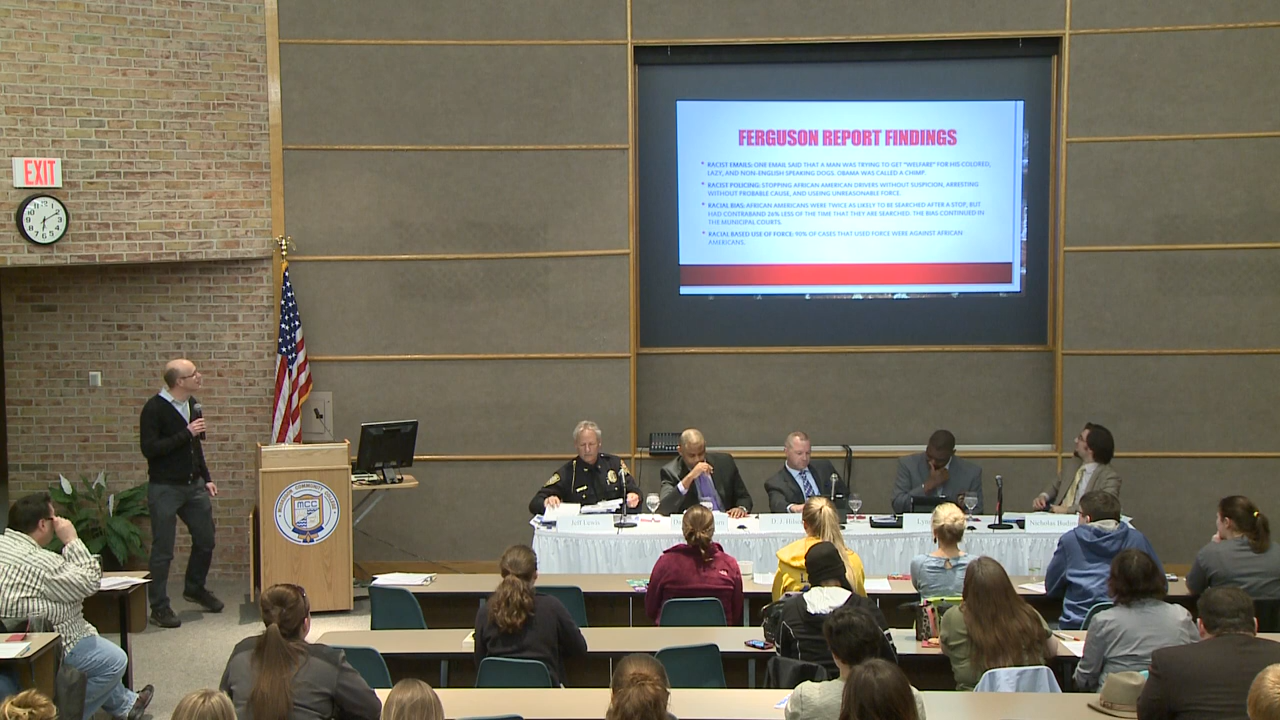 EXIT
FERGUSON REPORT FINDINGS
* RACIST EMAILS: ONE EMAIL SAID THAT A MAN WAS TRYING TO GET "WELFARE" FOR HIS COLORED,
LAZY, AND NON-ENGLISH SPEAKING DOGS. OBAMA WAS CALLED A CHIMP.
* RACIST POLICING: STOPPING AFRICAN-AMERICAN DRIVERS WITHOUT SUSPICION, ARRESTING
WITHOUT PROBABLE CAUSE, AND USEING UNREASONABLE FORCE.
* RACIAL BIAS: AFRICAN AMERICANS WERE TWICE AS LIKELY TO BE SEARCHED AFTER A STOP, BUT
HAD CONTRABAND 26% LESS OF THE TIME THAT THEY ARE SEARCHED. THE BIAS CONTINUED IN
THE MUNICIPAL COURTS.
* RACIAL BASED USE OF FORCE: 90% OF CASES THAT USED FORCE WERE AGAINST AFRICAN
AMERICANS.
COMMUNITY
MCC
Jeff Lewis
D. J.
Nicholas